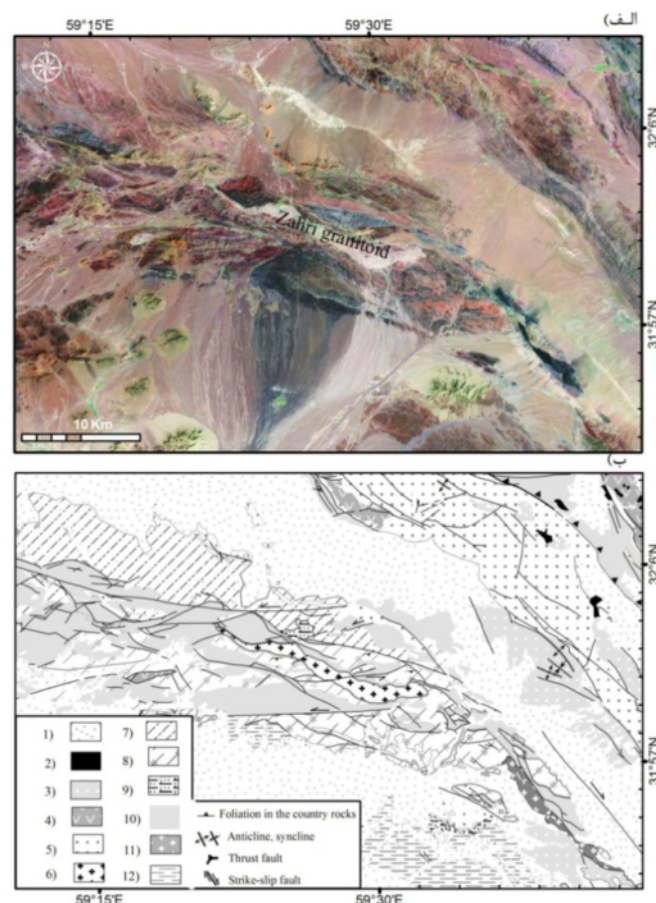 الـف)
59°15'E
59°30'E
32°6'N
Zahri granitoid
31°57'N
10 Km
ب)
32°6'N
31°57'N
1)
2)
3)
4)
5)
6)
7)
8)
9)
10)
11)
12)
Foliation in the country rocks
Anticline, syncline
Thrust fault
Strike-slip fault
59°15'E
59°30'E